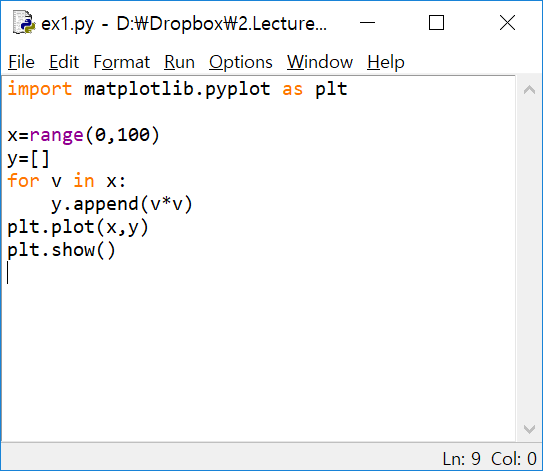 ex1.py - D:₩Dropbox₩2.Lecture...
File Edit Format Run Options Window Help
import matplotlib.pyplot as plt
x=range(0,100)
y=[]
for v in x:
    y.append(v*v)
plt.plot(x,y)
plt.show()
Ln: 9 Col: 0